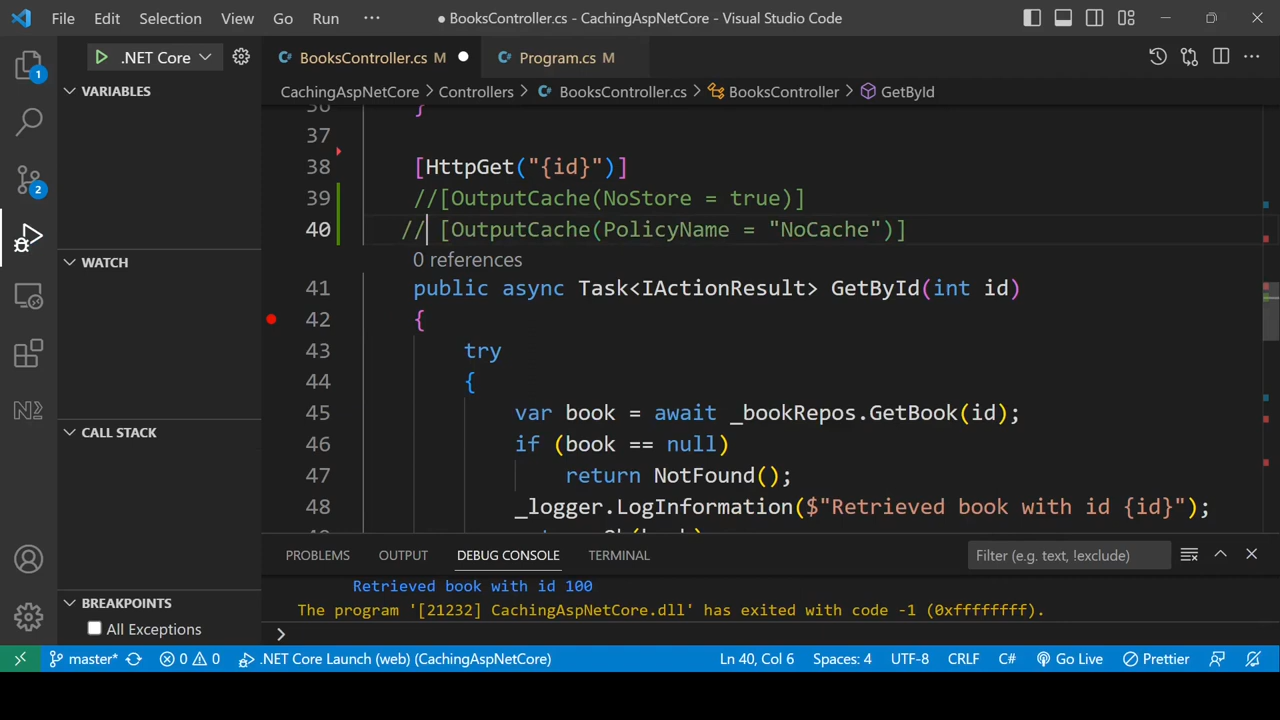 File Edit Selection View Go Run ··· ● BooksController.cs - CachingAspNetCore - Visual Studio Code
.NET Core BooksController.cs M Program.cs M
VARIABLES
CachingAspNetCore Controllers BooksController.cs BooksController GetById
1
36 }
37
38 [HttpGet("{id}")]
39 //[OutputCache(NoStore = true)]
2
40 // [OutputCache(PolicyName = "NoCache")]
WATCH
0 references
41 public async Task<IActionResult> GetById(int id)
42 {
43 try
44 {
45 var book = await _bookRepos.GetBook(id);
CALL STACK
46 if (book == null)
47 return NotFound();
48 _logger.LogInformation($"Retrieved book with id {id}");
PROBLEMS OUTPUT DEBUG CONSOLE TERMINAL Filter (e.g. text, !exclude)
Retrieved book with id 100
BREAKPOINTS
The program '[21232] CachingAspNetCore.dll' has exited with code -1 (0xffffffff).
All Exceptions
master* 0 0 .NET Core Launch (web) (CachingAspNetCore) Ln 40, Col 6 Spaces: 4 UTF-8 CRLF C# Go Live Prettier